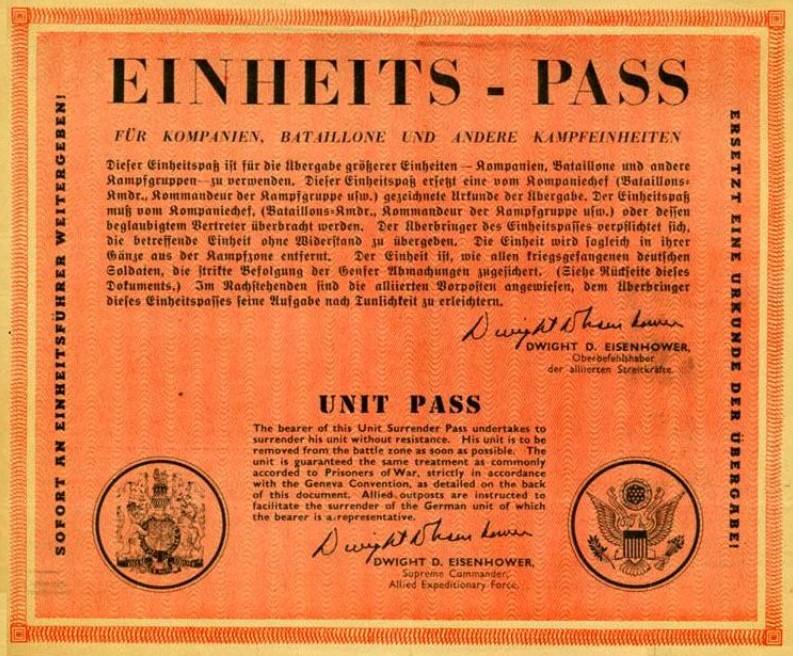 EINHEITS - PASS
FÜR KOMPANIEN, BATAILLONE UND ANDERE KAMPFEINHEITEN
Dieser Einheitspaß ist für die Übergabe größerer Einheiten — Kompanien, Bataillone und andere
Kampfgruppen — zu verwenden. Dieser Einheitspaß ersetzt eine vom Kompaniechef (Bataillons-
Kmdr., Kommandeur der Kampfgruppe usw.) gezeichnete Urkunde der Übergabe. Der Einheitspaß
muß vom Kompaniechef, (Bataillons-Kmdr., Kommandeur der Kampfgruppe usw.) oder dessen
beglaubigtem Vertreter überbracht werden. Der Überbringer des Einheitspasses verpflichtet sich,
die betreffende Einheit ohne Widerstand zu übergeben. Die Einheit wird sogleich in ihrer
Gänze aus der Kampfzone entfernt. Der Einheit ist, wie allen kriegsgefangenen deutschen
Soldaten, die strikte Befolgung der Genfer Abmachungen zugesichert. (Siehe Rückseite dieses
Dokuments.) Im Nachstehenden sind die alliierten Vorposten angewiesen, dem Überbringer
dieses Einheitspasses seine Aufgabe nach Tunlichkeit zu erleichtern.
Dwight D Eisenhower
DWIGHT D. EISENHOWER,
Oberbefehlshaber
der alliierten Streitkräfte.
UNIT PASS
The bearer of this Unit Surrender Pass undertakes to
surrender his unit without resistance. His unit is to be
removed from the battle zone as soon as possible. The
unit is guaranteed the same treatment as commonly
accorded to Prisoners of War, strictly in accordance
with the Geneva Convention, as detailed on the back
of this document. Allied outposts are instructed to
facilitate the surrender of the German unit of which
the bearer is a representative.
Dwight D Eisenhower
DWIGHT D. EISENHOWER,
Supreme Commander,
Allied Expeditionary Force.
SOFORT AN EINHEITSFÜHRER WEITERGEBEN!
ERSETZT EINE URKUNDE DER ÜBERGABE!